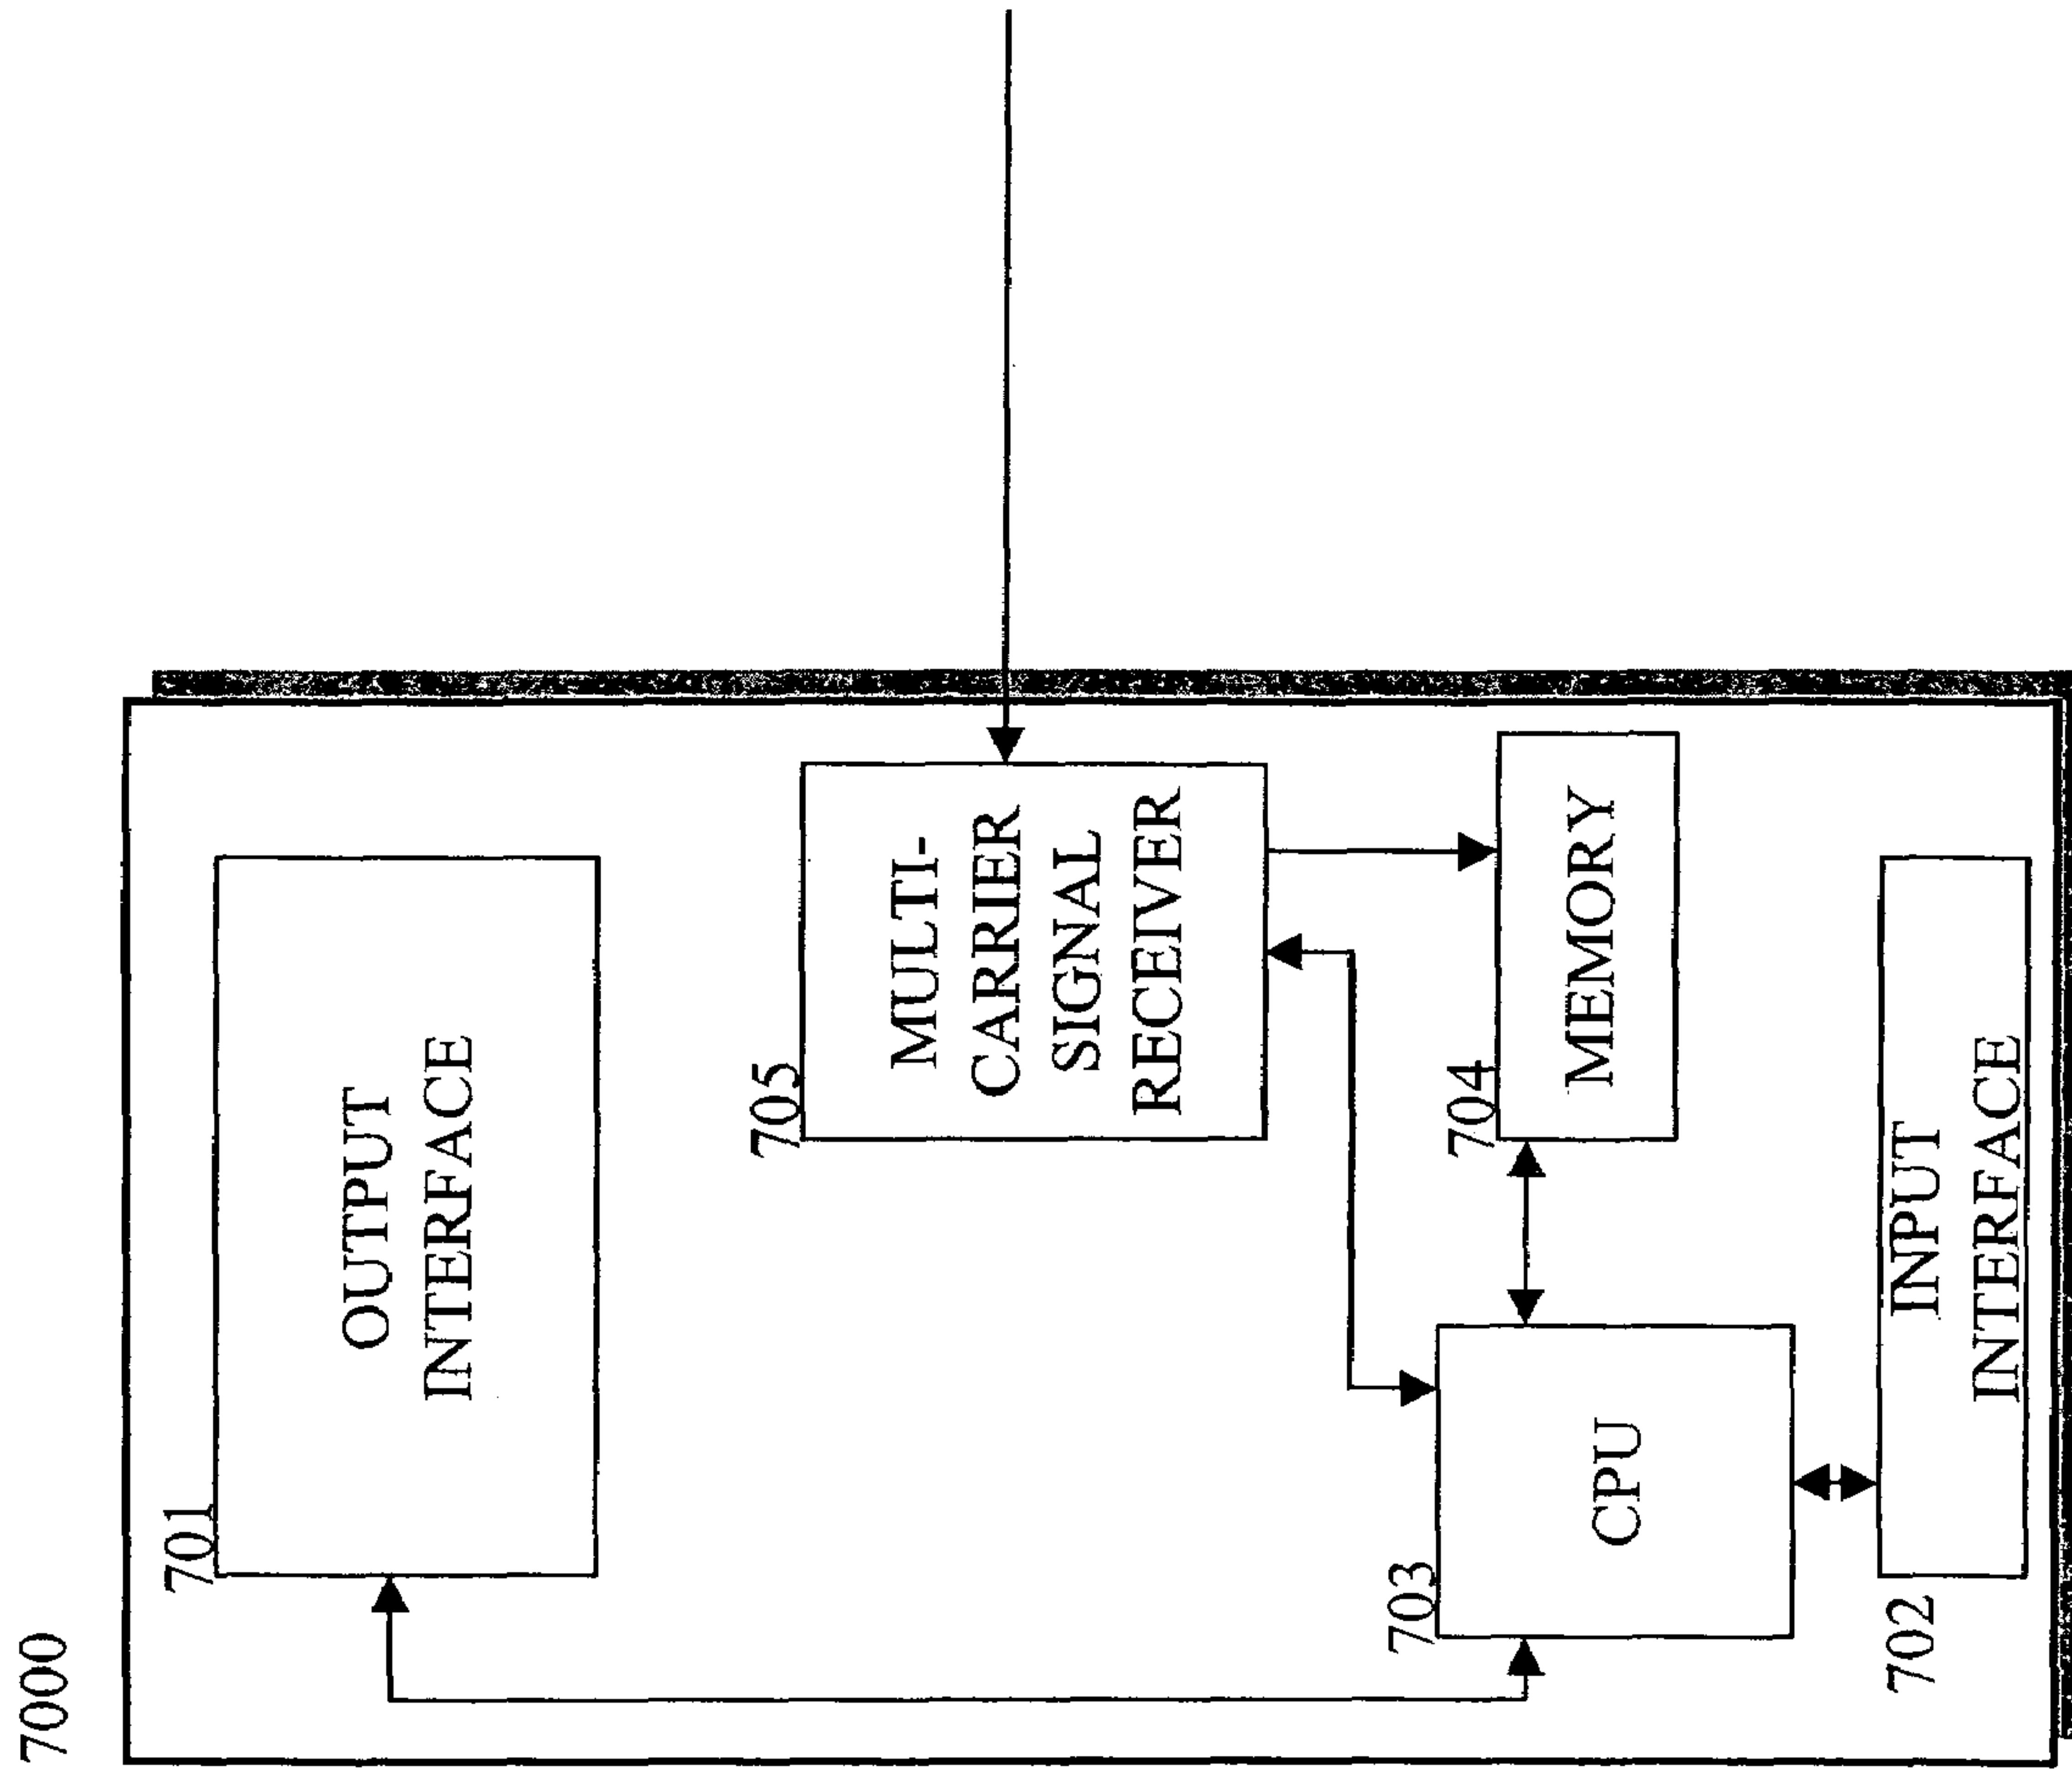 7000
701
OUTPUT
INTERFACE
705
MULTI-
CARRIER
SIGNAL
RECEIVER
703
CPU
704
MEMORY
702
INPUT
INTERFACE